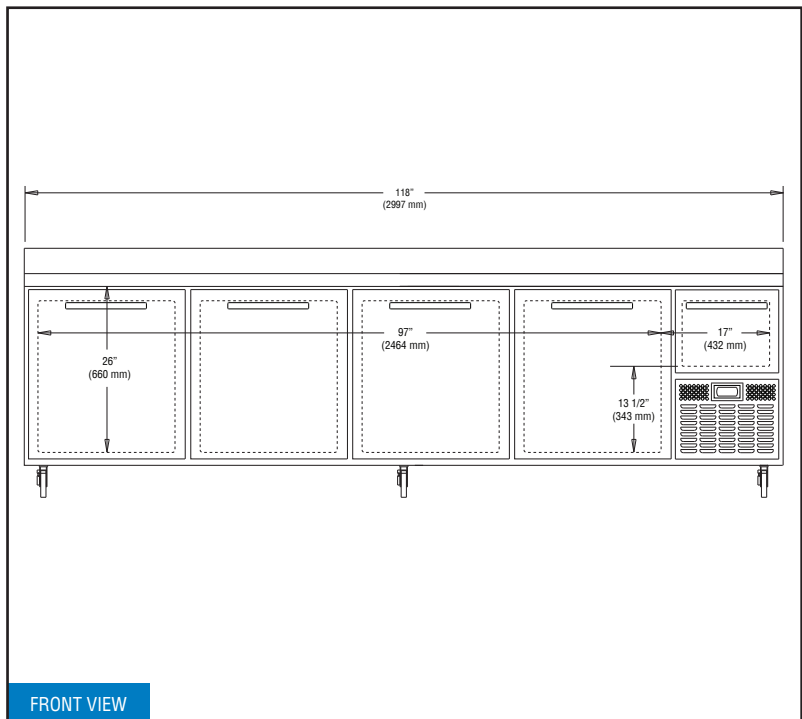 118”
(2997 mm)
97”
(2464 mm)
17”
(432 mm)
26”
(660 mm)
13 1/2”
(343 mm)
FRONT VIEW